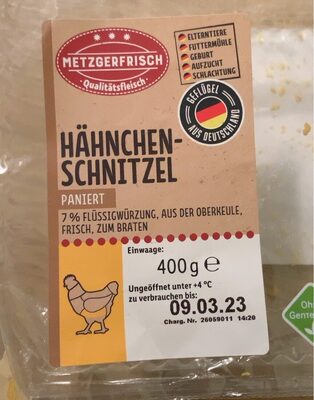 METZGERFRISCH
Qualitätsfleisch
ELTERNTIERE
FUTTERMÜHLE
GEBURT
AUFZUCHT
SCHLACHTUNG
GEFLÜGEL
AUS DEUTSCHLAND
HÄHNCHEN-
SCHNITZEL
PANIERT
7 % FLÜSSIGWÜRZUNG, AUS DER OBERKEULE,
FRISCH, ZUM BRATEN
Einwaage:
400 g e
Ungeöffnet unter +4 °C
zu verbrauchen bis:
09.03.23
Charg. Nr. 26059011 14:20